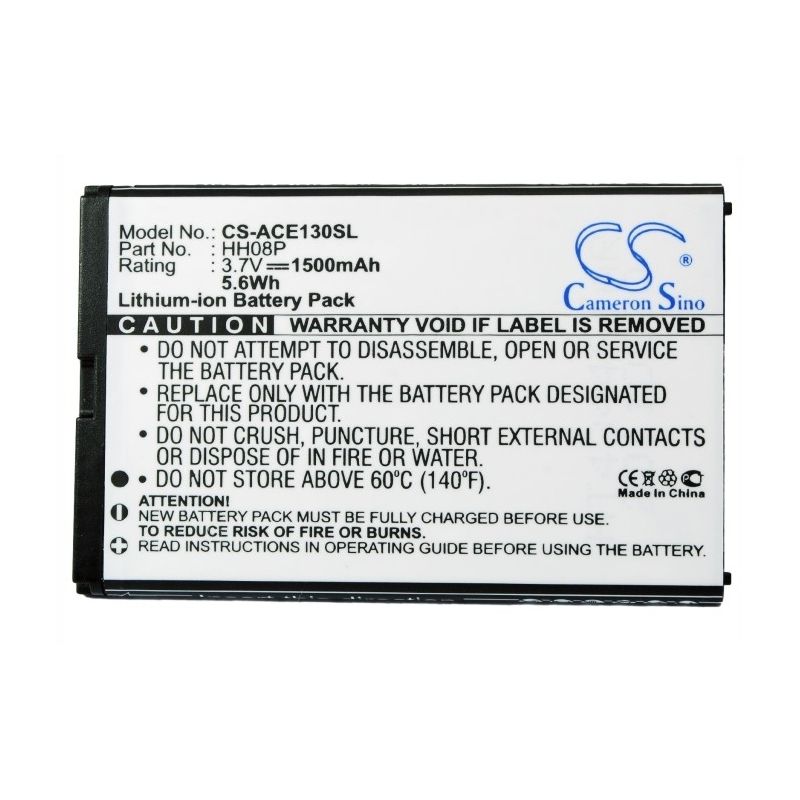 Model No.: CS-ACE130SL
Part No. : HH08P
Rating : 3.7V⎓1500mAh
5.6Wh
Lithium-ion Battery Pack
CS
®
Cameron Sino
CAUTION WARRANTY VOID IF LABEL IS REMOVED
• DO NOT ATTEMPT TO DISASSEMBLE, OPEN OR SERVICE
THE BATTERY PACK.
• REPLACE ONLY WITH THE BATTERY PACK DESIGNATED
FOR THIS PRODUCT.
• DO NOT CRUSH, PUNCTURE, SHORT EXTERNAL CONTACTS
OR DISPOSED IN FIRE OR WATER.
• DO NOT STORE ABOVE 60°C (140°F).
CE
Made In China
ATTENTION!
NEW BATTERY PACK MUST BE FULLY CHARGED BEFORE FIRST USE.
TO REDUCE RISK OF FIRE OR BURNS.
+ READ INSTRUCTIONS IN OPERATING GUIDE BEFORE USING THE BATTERY.
Insert this direction